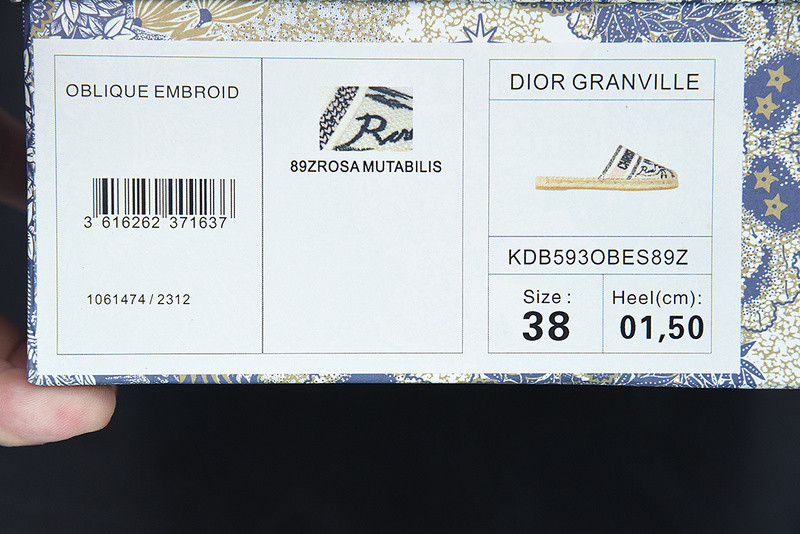 OBLIQUE EMBROID
3 616262 371637
1061474 / 2312
89ZROSA MUTABILIS
DIOR GRANVILLE
KDB593OBES89Z
Size :
38
Heel(cm):
01,50